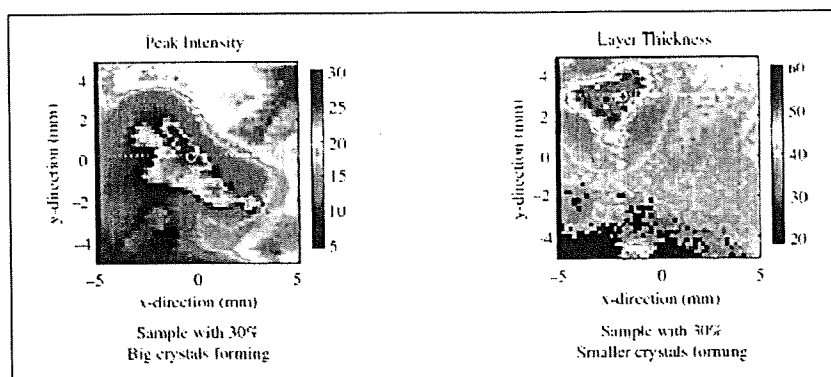 Peak Intensity
4
2
0
-2
-4
y-direction (mm)
-5
0
5
x-direction (mm)
30
25
20
15
10
5
Sample with 30%
Big crystals forming
Layer Thickness
4
2
0
-2
-4
y-direction (mm)
-5
0
5
x-direction (mm)
60
50
40
30
20
Sample with 30%
Smaller crystals forming